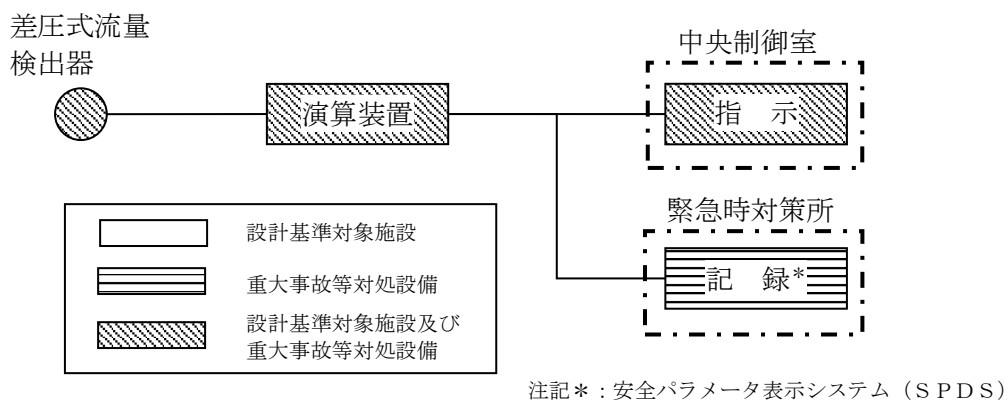 差圧式流量
検出器
演算装置
中央制御室
指　示
緊急時対策所
記　録*
設計基準対象施設
重大事故等対処設備
設計基準対象施設及び
重大事故等対処設備
注記＊：安全パラメータ表示システム（ＳＰＤＳ）